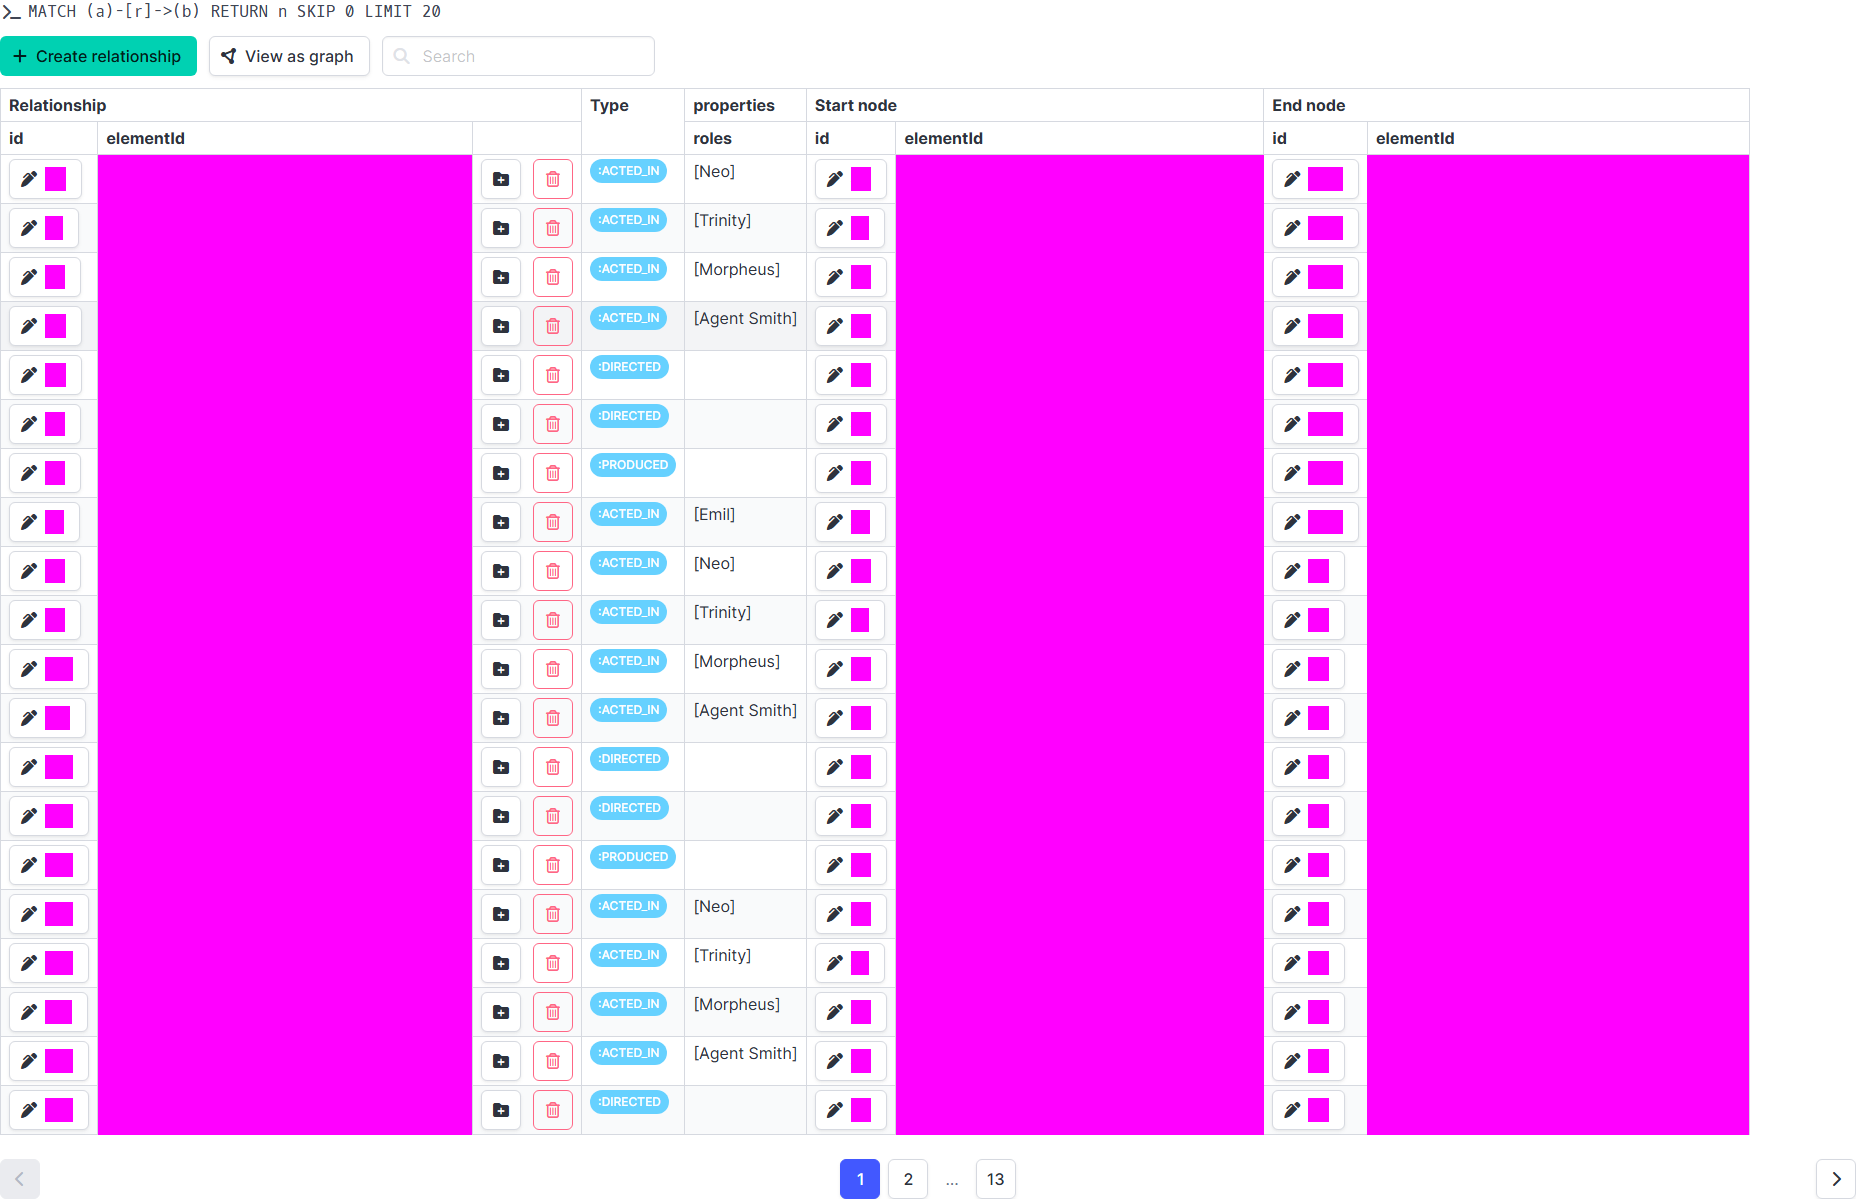 MATCH (a)-[r]->(b) RETURN n SKIP 0 LIMIT 20
Create relationship View as graph Search
Relationship Type properties Start node End node
id elementId roles id elementId id elementId
:ACTED_IN [Neo]
:ACTED_IN [Trinity]
:ACTED_IN [Morpheus]
:ACTED_IN [Agent Smith]
:DIRECTED
:DIRECTED
:PRODUCED
:ACTED_IN [Emil]
:ACTED_IN [Neo]
:ACTED_IN [Trinity]
:ACTED_IN [Morpheus]
:ACTED_IN [Agent Smith]
:DIRECTED
:DIRECTED
:PRODUCED
:ACTED_IN [Neo]
:ACTED_IN [Trinity]
:ACTED_IN [Morpheus]
:ACTED_IN [Agent Smith]
:DIRECTED
1 2 ... 13